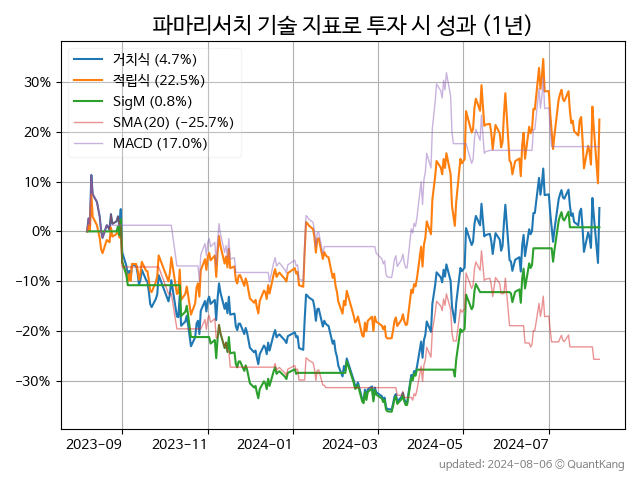 파마리서치 기술 지표로 투자 시 성과 (1년)
거치식 (4.7%)
적립식 (22.5%)
SigM (0.8%)
SMA(20) (−25.7%)
MACD (17.0%)
30%
20%
10%
0%
−10%
−20%
−30%
2023-09 2023-11 2024-01 2024-03 2024-05 2024-07
updated: 2024-08-06 © QuantKang